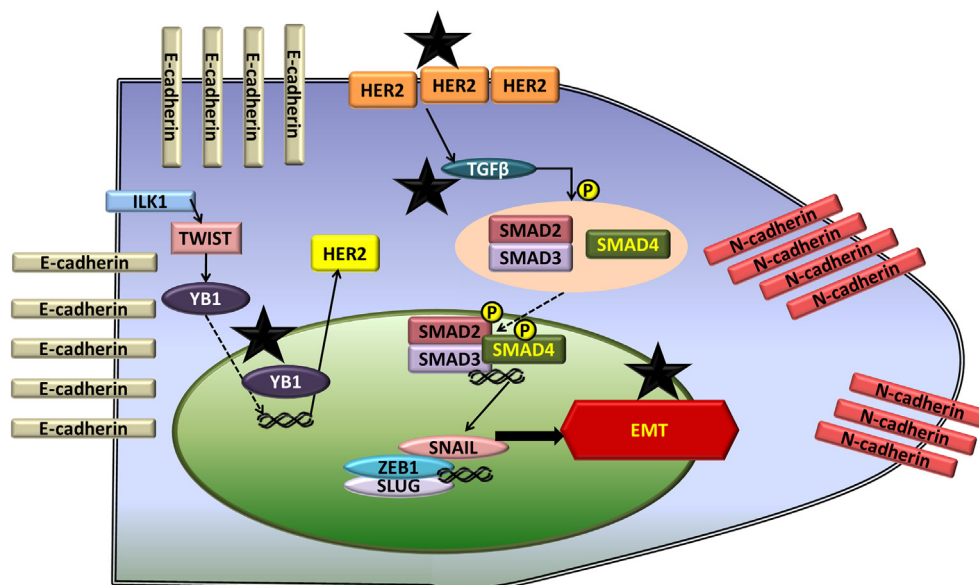 E-cadherin
E-cadherin
E-cadherin
E-cadherin
HER2
HER2
HER2
TGFβ
P
ILK1
TWIST
SMAD2
SMAD3
SMAD4
N-cadherin
N-cadherin
N-cadherin
N-cadherin
HER2
E-cadherin
E-cadherin
E-cadherin
E-cadherin
E-cadherin
YB1
P
P
SMAD2
SMAD3
SMAD4
YB1
EMT
SNAIL
ZEB1
SLUG
N-cadherin
N-cadherin
N-cadherin